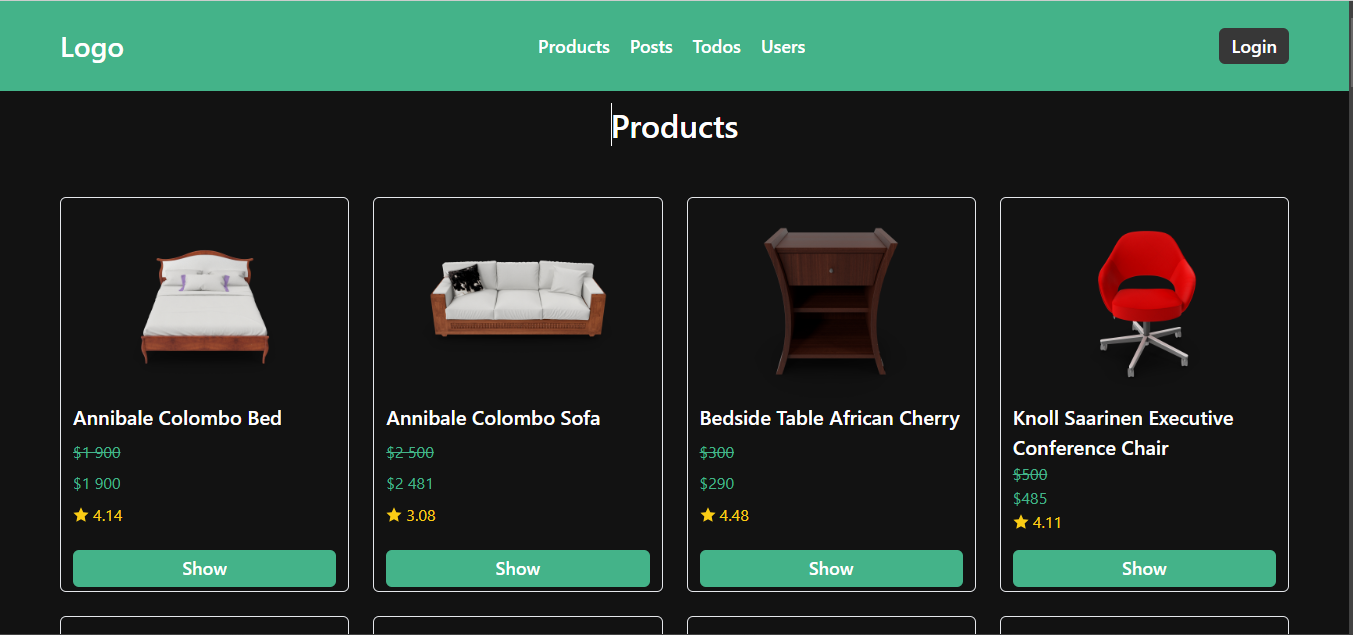 Logo
Products Posts Todos Users
Login
Products
Annibale Colombo Bed
$1 900
$1 900
4.14
Show
Annibale Colombo Sofa
$2 500
$2 481
3.08
Show
Bedside Table African Cherry
$300
$290
4.48
Show
Knoll Saarinen Executive
Conference Chair
$500
$485
4.11
Show